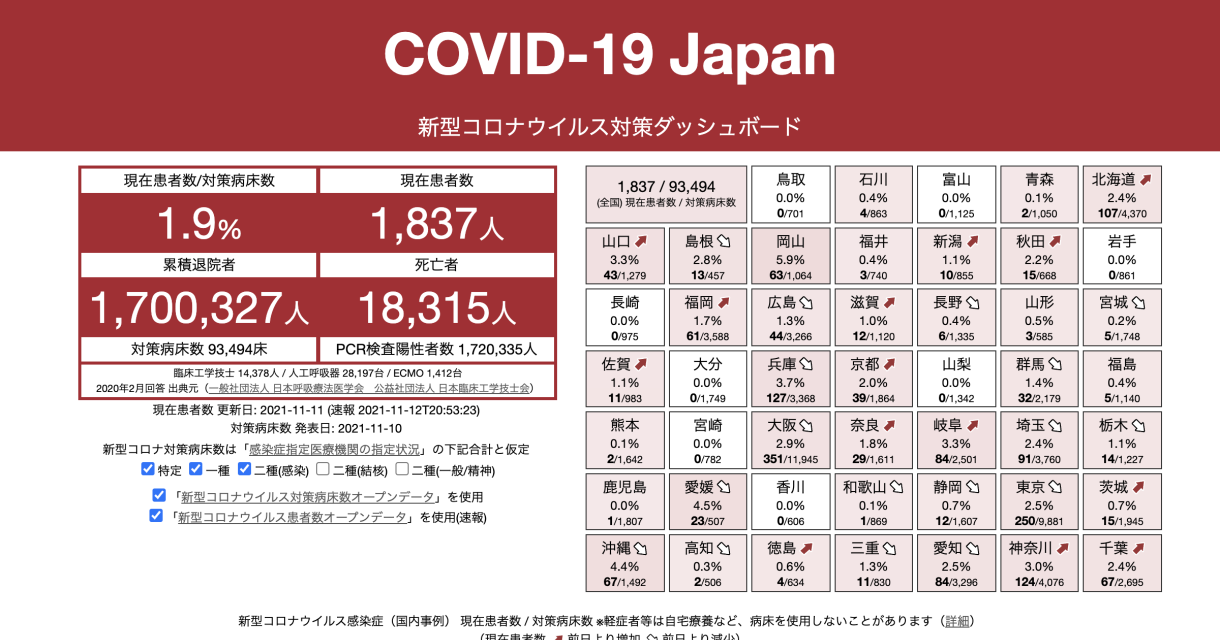 COVID-19 Japan
新型コロナウイルス対策ダッシュボード
現在患者数/対策病床数
現在患者数
1.9%
1,837人
累積退院者
死亡者
1,700,327人
18,315人
対策病床数 93,494床
PCR検査陽性者数 1,720,335人
臨床工学技士 14,378人 / 人工呼吸器 28,197台 / ECMO 1,412台
2020年2月回答 出典元（一般社団法人 日本呼吸療法医学会　公益社団法人 日本臨床工学技士会）
現在患者数 更新日: 2021-11-11 (速報 2021-11-12T20:53:23)
対策病床数 発表日: 2021-11-10
新型コロナ対策病床数は「感染症指定医療機関の指定状況」の下記合計と仮定
特定 一種 二種(感染) 二種(結核) 二種(一般/精神)
「新型コロナウイルス対策病床数オープンデータ」を使用
「新型コロナウイルス患者数オープンデータ」を使用(速報)
1,837 / 93,494
(全国) 現在患者数 / 対策病床数
鳥取
0.0%
0/701
石川
0.4%
4/863
富山
0.0%
0/1,125
青森
0.1%
2/1,050
北海道
2.4%
107/4,370
山口
3.3%
43/1,279
島根
2.8%
13/457
岡山
5.9%
63/1,064
福井
0.4%
3/740
新潟
1.1%
10/855
秋田
2.2%
15/668
岩手
0.0%
0/861
長崎
0.0%
0/975
福岡
1.7%
61/3,588
広島
1.3%
44/3,266
滋賀
1.0%
12/1,120
長野
0.4%
6/1,335
山形
0.5%
3/585
宮城
0.2%
5/1,748
佐賀
1.1%
11/983
大分
0.0%
0/1,749
兵庫
3.7%
127/3,368
京都
2.0%
39/1,864
山梨
0.0%
0/1,342
群馬
1.4%
32/2,179
福島
0.4%
5/1,140
熊本
0.1%
2/1,642
宮崎
0.0%
0/782
大阪
2.9%
351/11,945
奈良
1.8%
29/1,611
岐阜
3.3%
84/2,501
埼玉
2.4%
91/3,760
栃木
1.1%
14/1,227
鹿児島
0.0%
1/1,807
愛媛
4.5%
23/507
香川
0.0%
0/606
和歌山
0.1%
1/869
静岡
0.7%
12/1,607
東京
2.5%
250/9,881
茨城
0.7%
15/1,945
沖縄
4.4%
67/1,492
高知
0.3%
2/506
徳島
0.6%
4/634
三重
1.3%
11/830
愛知
2.5%
84/3,296
神奈川
3.0%
124/4,076
千葉
2.4%
67/2,695
新型コロナウイルス感染症（国内事例） 現在患者数 / 対策病床数 ※軽症者等は自宅療養など、病床を使用しないことがあります（詳細）
（現在患者数 前日より増加 前日より減少）